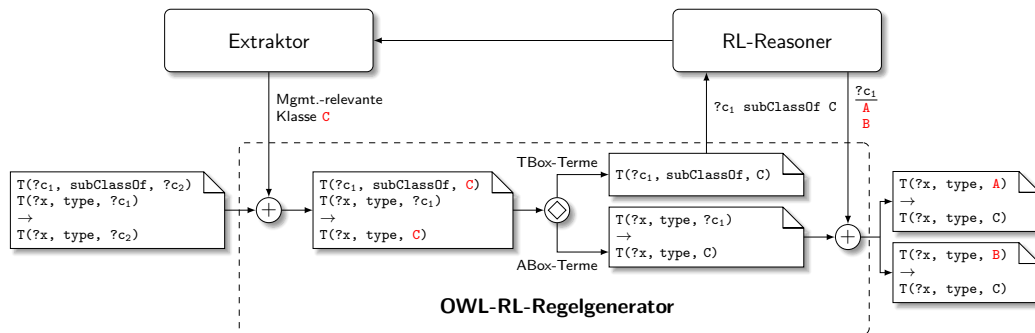 Extraktor
RL-Reasoner
Mgmt.-relevante
Klasse C
?c₁ subClassOf C
?c₁
A
B
T(?c₁, subClassOf, ?c₂)
T(?x, type, ?c₁)
→
T(?x, type, ?c₂)
T(?c₁, subClassOf, C)
T(?x, type, ?c₁)
→
T(?x, type, C)
TBox-Terme
T(?c₁, subClassOf, C)
T(?x, type, ?c₁)
→
T(?x, type, C)
ABox-Terme
T(?x, type, A)
→
T(?x, type, C)
T(?x, type, B)
→
T(?x, type, C)
OWL-RL-Regelgenerator